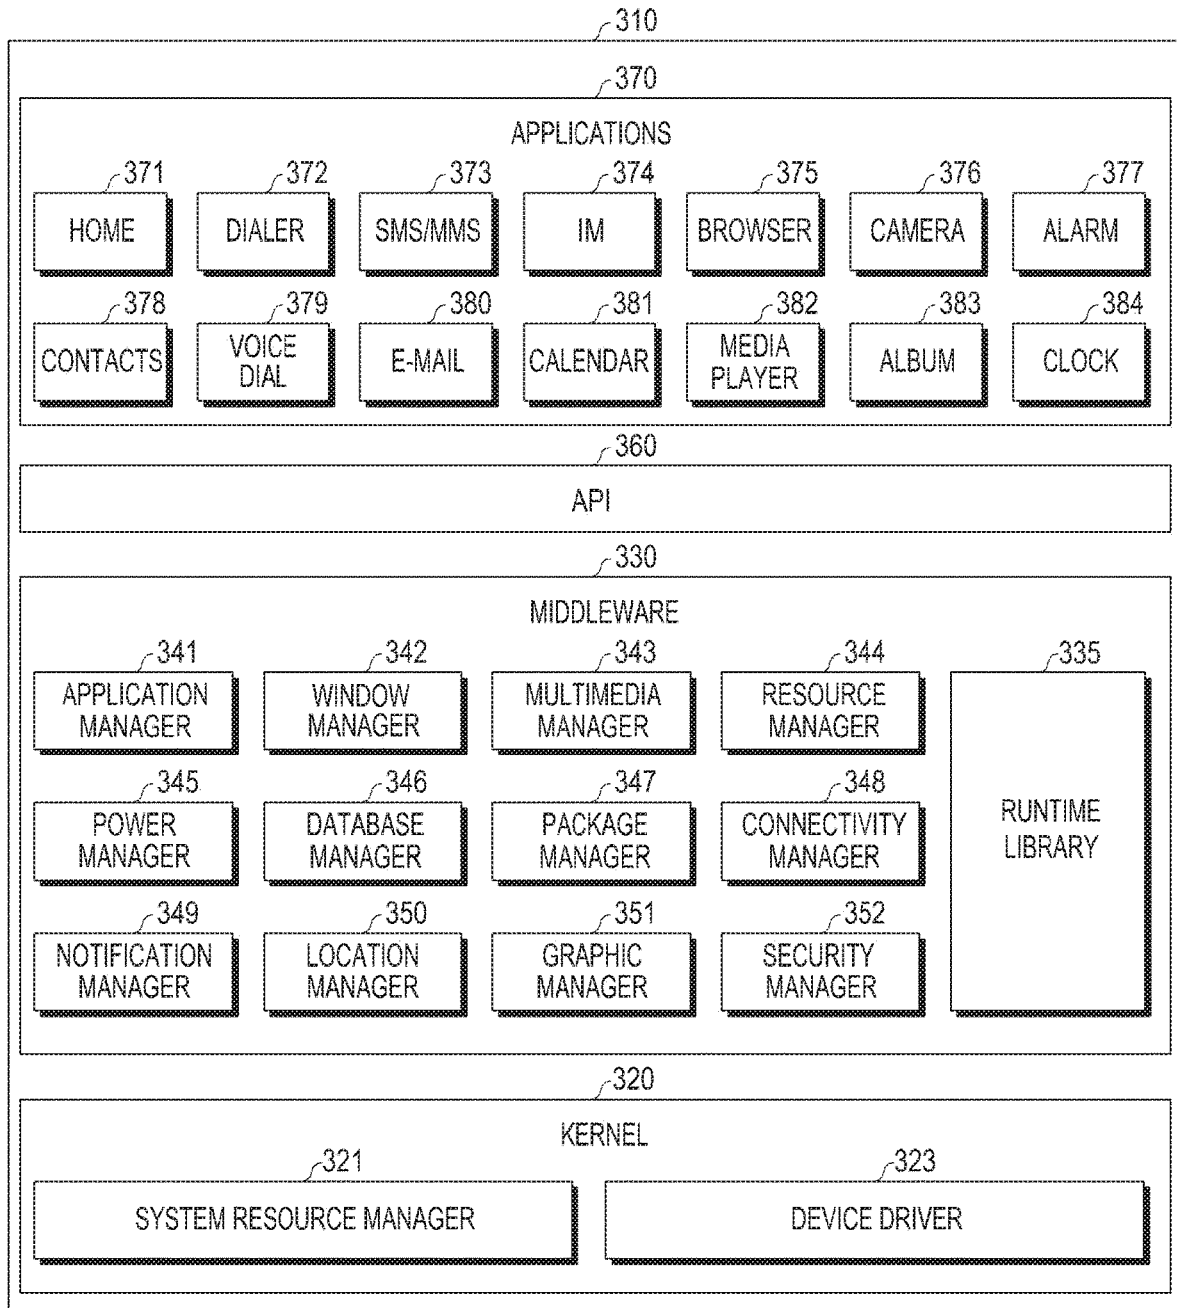 310
370
APPLICATIONS
371 372 373 374 375 376 377
HOME DIALER SMS/MMS IM BROWSER CAMERA ALARM
378 379 380 381 382 383 384
CONTACTS VOICE DIAL E-MAIL CALENDAR MEDIA PLAYER ALBUM CLOCK
360
API
330
MIDDLEWARE
341 342 343 344 335
APPLICATION MANAGER WINDOW MANAGER MULTIMEDIA MANAGER RESOURCE MANAGER
345 346 347 348
POWER MANAGER DATABASE MANAGER PACKAGE MANAGER CONNECTIVITY MANAGER RUNTIME LIBRARY
349 350 351 352
NOTIFICATION MANAGER LOCATION MANAGER GRAPHIC MANAGER SECURITY MANAGER
320
KERNEL
321 323
SYSTEM RESOURCE MANAGER DEVICE DRIVER